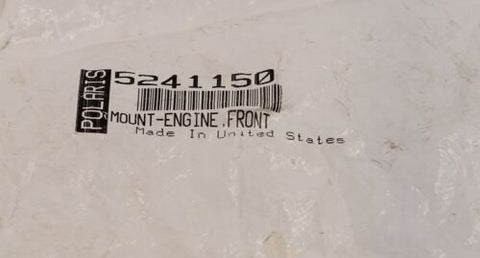 POLARIS
5241150
MOUNT-ENGINE,FRONT
Made In United States